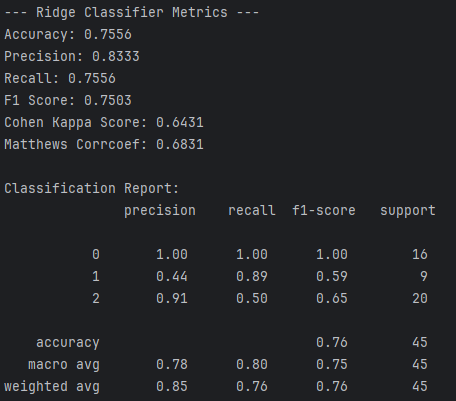 --- Ridge Classifier Metrics ---
Accuracy: 0.7556
Precision: 0.8333
Recall: 0.7556
F1 Score: 0.7503
Cohen Kappa Score: 0.6431
Matthews Corrcoef: 0.6831
Classification Report:
precision recall f1-score support
0 1.00 1.00 1.00 16
1 0.44 0.89 0.59 9
2 0.91 0.50 0.65 20
accuracy 0.76 45
macro avg 0.78 0.80 0.75 45
weighted avg 0.85 0.76 0.76 45